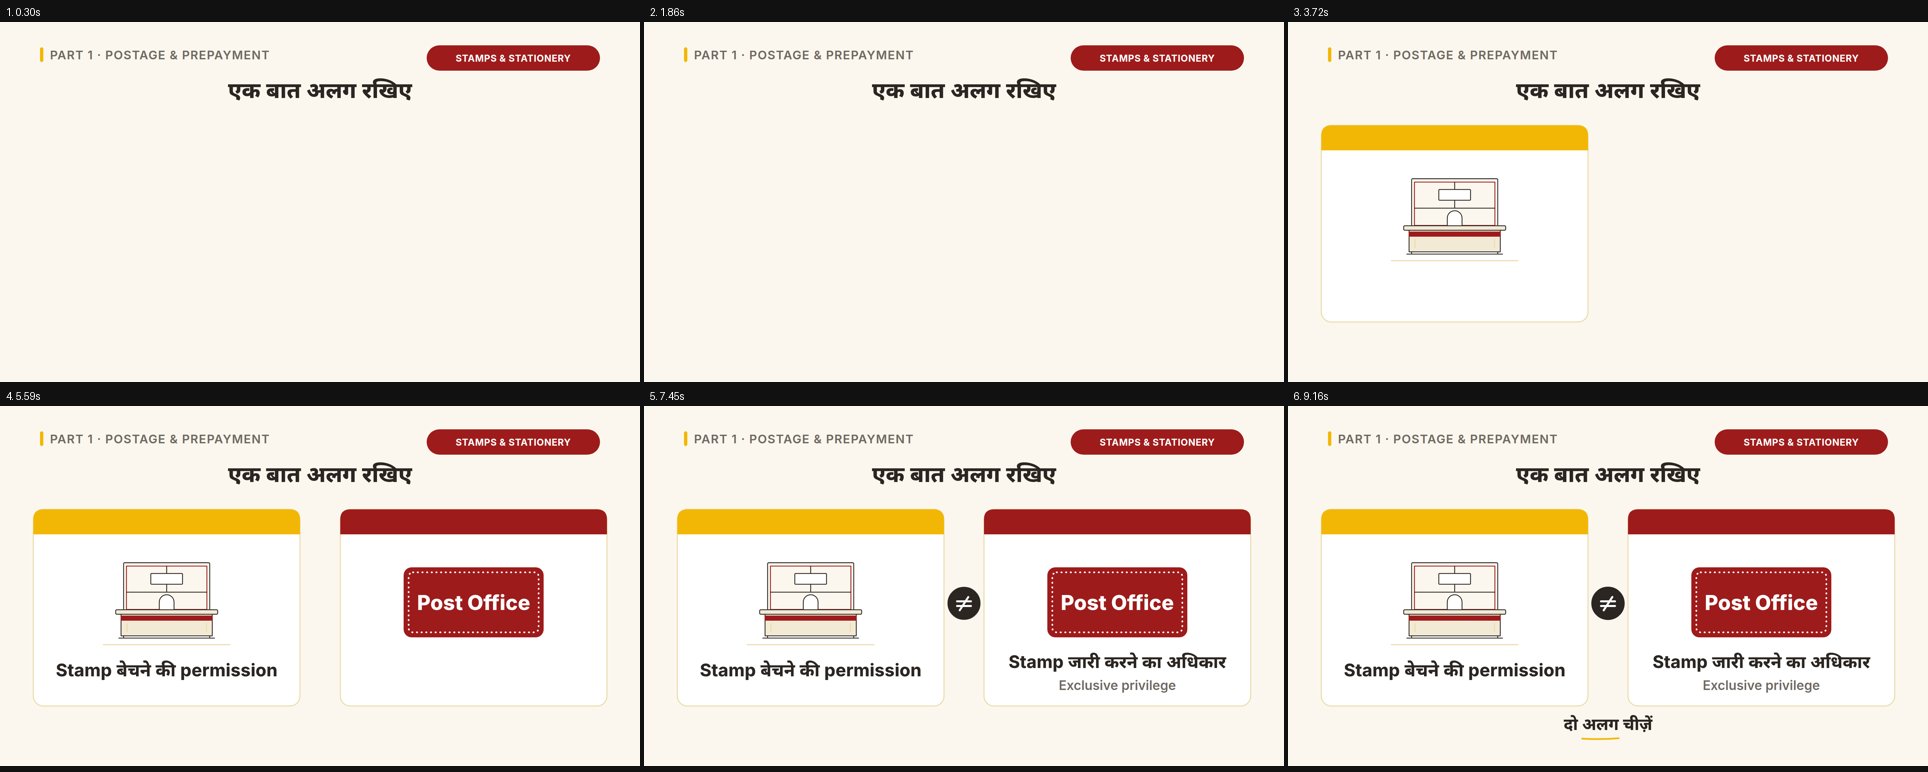 1. 0.30s
PART 1 · POSTAGE & PREPAYMENT
STAMPS & STATIONERY
एक बात अलग रखिए
2. 1.86s
PART 1 · POSTAGE & PREPAYMENT
STAMPS & STATIONERY
एक बात अलग रखिए
3. 3.72s
PART 1 · POSTAGE & PREPAYMENT
STAMPS & STATIONERY
एक बात अलग रखिए
4. 5.59s
PART 1 · POSTAGE & PREPAYMENT
STAMPS & STATIONERY
एक बात अलग रखिए
Stamp बेचने की permission
Post Office
5. 7.45s
PART 1 · POSTAGE & PREPAYMENT
STAMPS & STATIONERY
एक बात अलग रखिए
Stamp बेचने की permission
≠
Post Office
Stamp जारी करने का अधिकार
Exclusive privilege
6. 9.16s
PART 1 · POSTAGE & PREPAYMENT
STAMPS & STATIONERY
एक बात अलग रखिए
Stamp बेचने की permission
≠
Post Office
Stamp जारी करने का अधिकार
Exclusive privilege
दो अलग चीज़ें